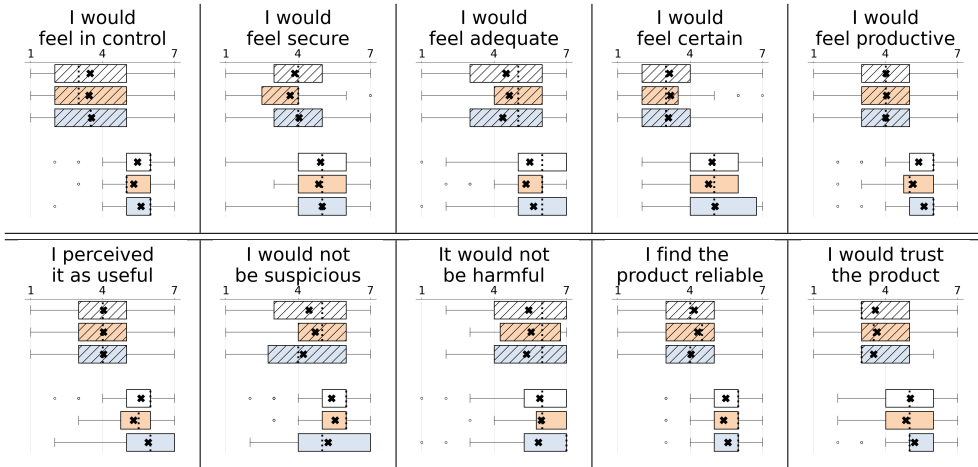 I would
feel in control
1 4 7
I would
feel secure
1 4 7
I would
feel adequate
1 4 7
I would
feel certain
1 4 7
I would
feel productive
1 4 7
I perceived
it as useful
1 4 7
I would not
be suspicious
1 4 7
It would not
be harmful
1 4 7
I find the
product reliable
1 4 7
I would trust
the product
1 4 7